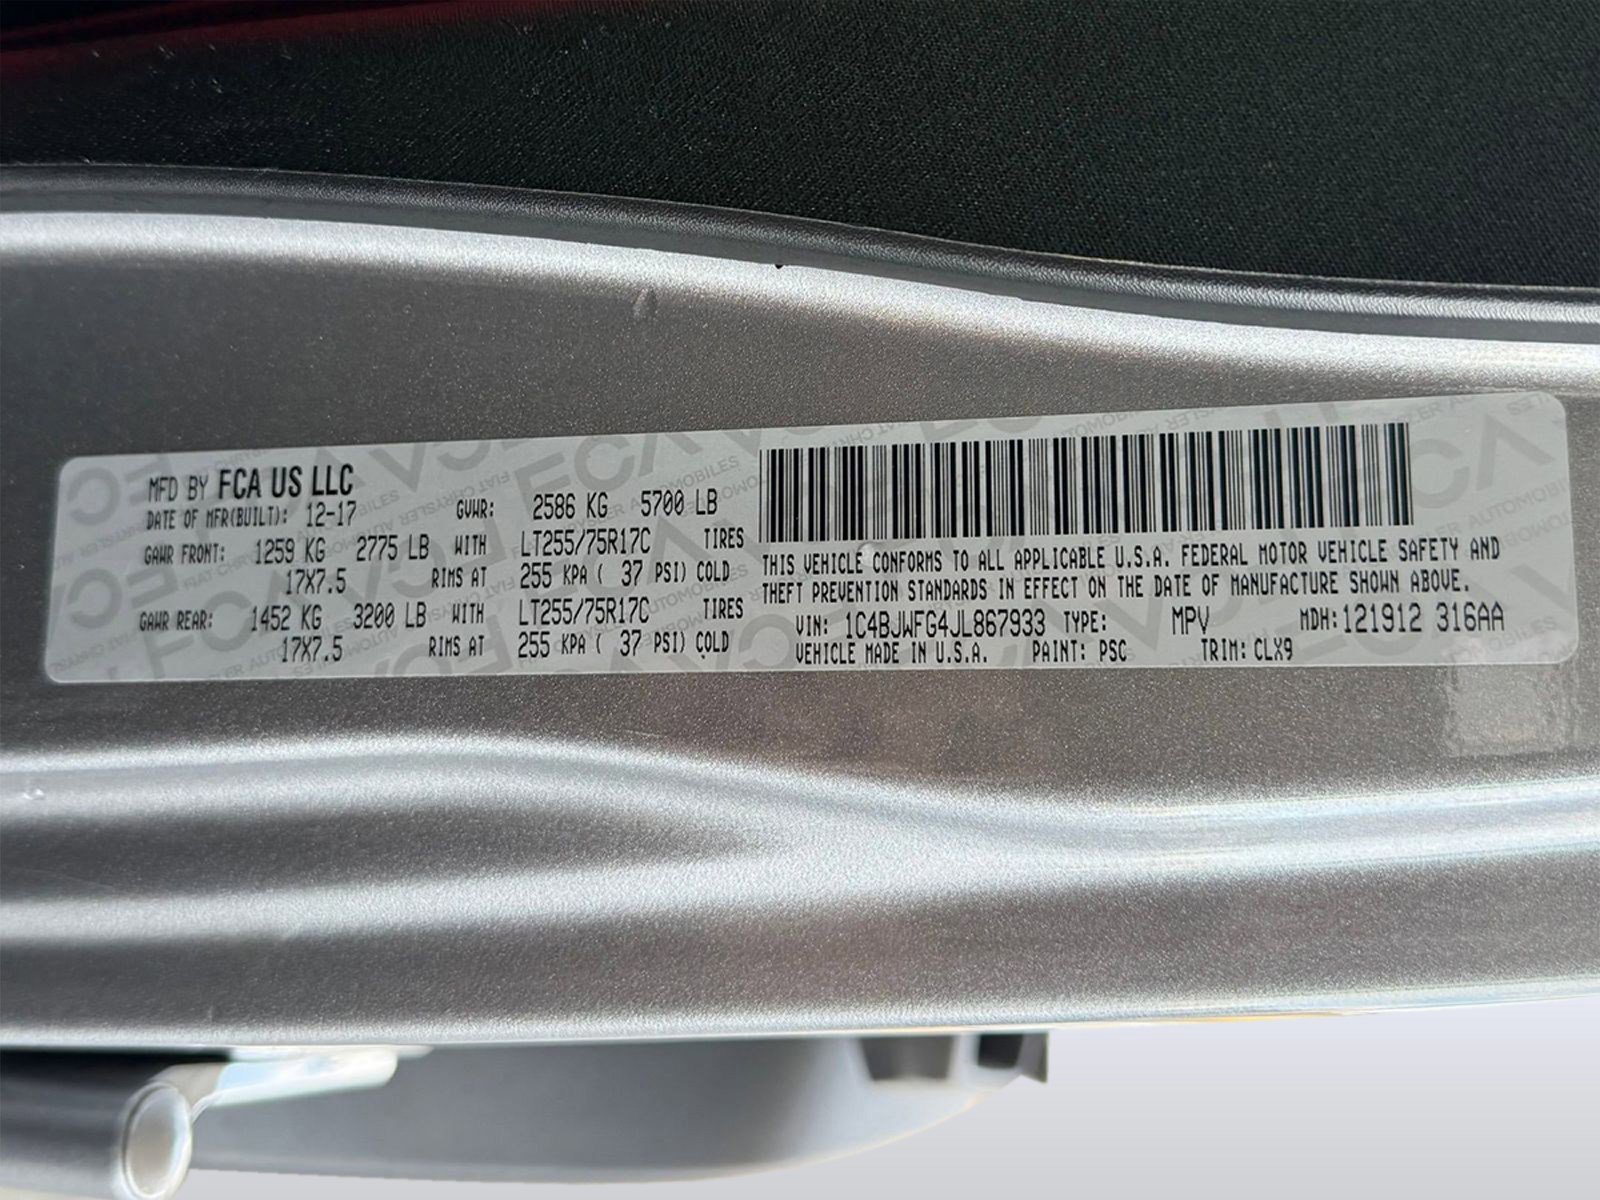 MFD BY FCA US LLC
DATE OF MFR(BUILT): 12-17 GVWR: 2586 KG 5700 LB
GAWR FRONT: 1259 KG 2775 LB WITH LT255/75R17C TIRES
17X7.5 RIMS AT 255 KPA ( 37 PSI) COLD
GAWR REAR: 1452 KG 3200 LB WITH LT255/75R17C TIRES
17X7.5 RIMS AT 255 KPA ( 37 PSI) COLD
THIS VEHICLE CONFORMS TO ALL APPLICABLE U.S.A. FEDERAL MOTOR VEHICLE SAFETY AND
THEFT PREVENTION STANDARDS IN EFFECT ON THE DATE OF MANUFACTURE SHOWN ABOVE.
VIN: 1C4BJWFG4JL867933 TYPE: MPV MDH: 121912 316AA
VEHICLE MADE IN U.S.A. PAINT: PSC TRIM: CLX9